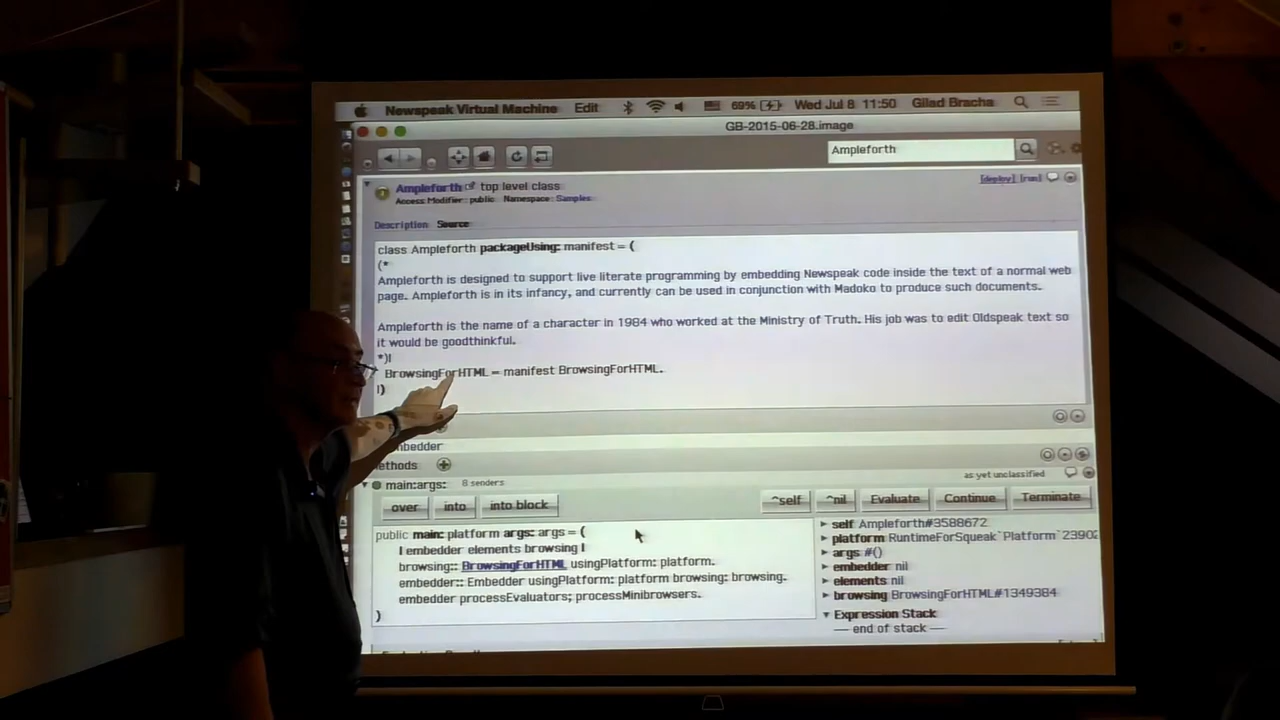 Newspeak Virtual Machine Edit 69% Wed Jul 8 11:50 Gilad Bracha
GB-2015-06-28.image
Ampleforth
Ampleforth top level class [deploy] [run]
Access Modifier: public Namespace: Samples
Description Source
class Ampleforth packageUsing: manifest = (
(*
Ampleforth is designed to support live literate programming by embedding Newspeak code inside the text of a normal web
page. Ampleforth is in its infancy, and currently can be used in conjunction with Madoko to produce such documents.
Ampleforth is the name of a character in 1984 who worked at the Ministry of Truth. His job was to edit Oldspeak text so
it would be goodthinkful.
*)|
BrowsingForHTML = manifest BrowsingForHTML.
|)
mbedder
ethods
as yet unclassified
main:args: 8 senders
over into into block ^self ^nil Evaluate Continue Terminate
public main: platform args: args = (
| embedder elements browsing |
browsing:: BrowsingForHTML usingPlatform: platform.
embedder:: Embedder usingPlatform: platform browsing: browsing.
embedder processEvaluators; processMinibrowsers.
)
self Ampleforth#3588672
platform RuntimeForSqueak`Platform`23902
args #()
embedder nil
elements nil
browsing BrowsingForHTML#1349384
Expression Stack
— end of stack —